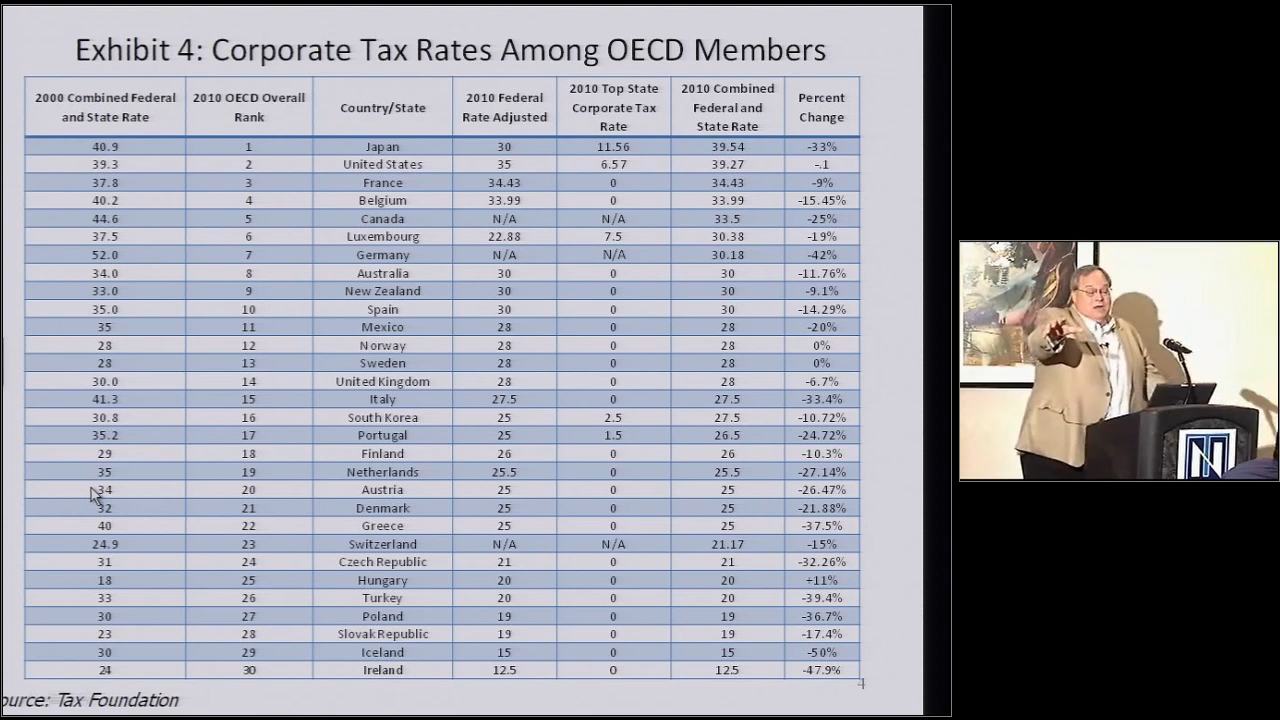 Exhibit 4: Corporate Tax Rates Among OECD Members
2000 Combined Federal and State Rate 2010 OECD Overall Rank Country/State 2010 Federal Rate Adjusted 2010 Top State Corporate Tax Rate 2010 Combined Federal and State Rate Percent Change
40.9 1 Japan 30 11.56 39.54 -33%
39.3 2 United States 35 6.57 39.27 -.1
37.8 3 France 34.43 0 34.43 -9%
40.2 4 Belgium 33.99 0 33.99 -15.45%
44.6 5 Canada N/A N/A 33.5 -25%
37.5 6 Luxembourg 22.88 7.5 30.38 -19%
52.0 7 Germany N/A N/A 30.18 -42%
34.0 8 Australia 30 0 30 -11.76%
33.0 9 New Zealand 30 0 30 -9.1%
35.0 10 Spain 30 0 30 -14.29%
35 11 Mexico 28 0 28 -20%
28 12 Norway 28 0 28 0%
28 13 Sweden 28 0 28 0%
30.0 14 United Kingdom 28 0 28 -6.7%
41.3 15 Italy 27.5 0 27.5 -33.4%
30.8 16 South Korea 25 2.5 27.5 -10.72%
35.2 17 Portugal 25 1.5 26.5 -24.72%
29 18 Finland 26 0 26 -10.3%
35 19 Netherlands 25.5 0 25.5 -27.14%
34 20 Austria 25 0 25 -26.47%
32 21 Denmark 25 0 25 -21.88%
40 22 Greece 25 0 25 -37.5%
24.9 23 Switzerland N/A N/A 21.17 -15%
31 24 Czech Republic 21 0 21 -32.26%
18 25 Hungary 20 0 20 +11%
33 26 Turkey 20 0 20 -39.4%
30 27 Poland 19 0 19 -36.7%
23 28 Slovak Republic 19 0 19 -17.4%
30 29 Iceland 15 0 15 -50%
24 30 Ireland 12.5 0 12.5 -47.9%
4
ource: Tax Foundation